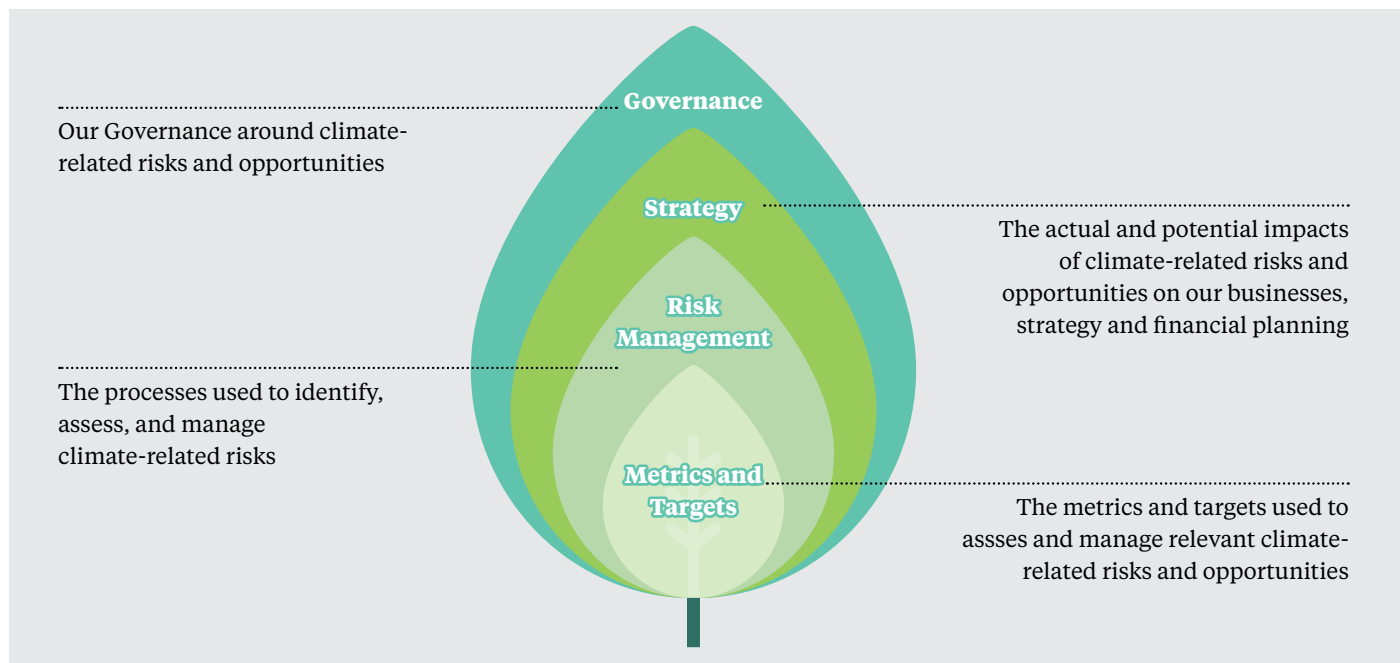 Governance
Our Governance around climate-
related risks and opportunities
Strategy
The actual and potential impacts
of climate-related risks and
opportunities on our businesses,
strategy and financial planning
Risk
Management
The processes used to identify,
assess, and manage
climate-related risks
Metrics and
Targets
The metrics and targets used to
assses and manage relevant climate-
related risks and opportunities